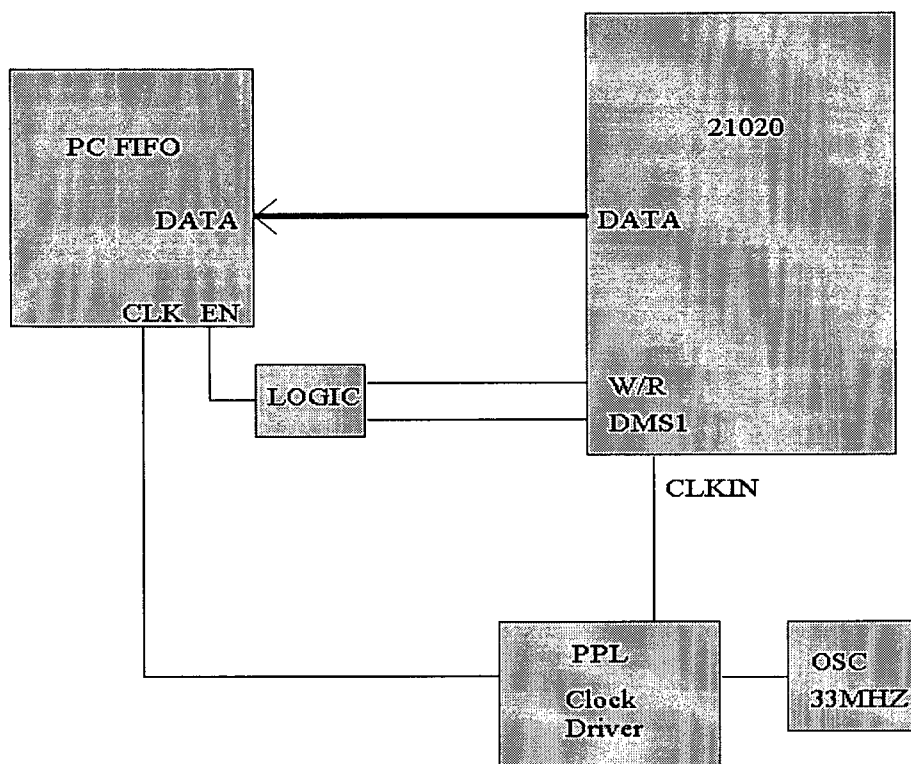 21020
PC FIFO
DATA
DATA
CLK EN
LOGIC
W/R
DMS1
CLKIN
PPL
Clock
Driver
OSC
33MHZ